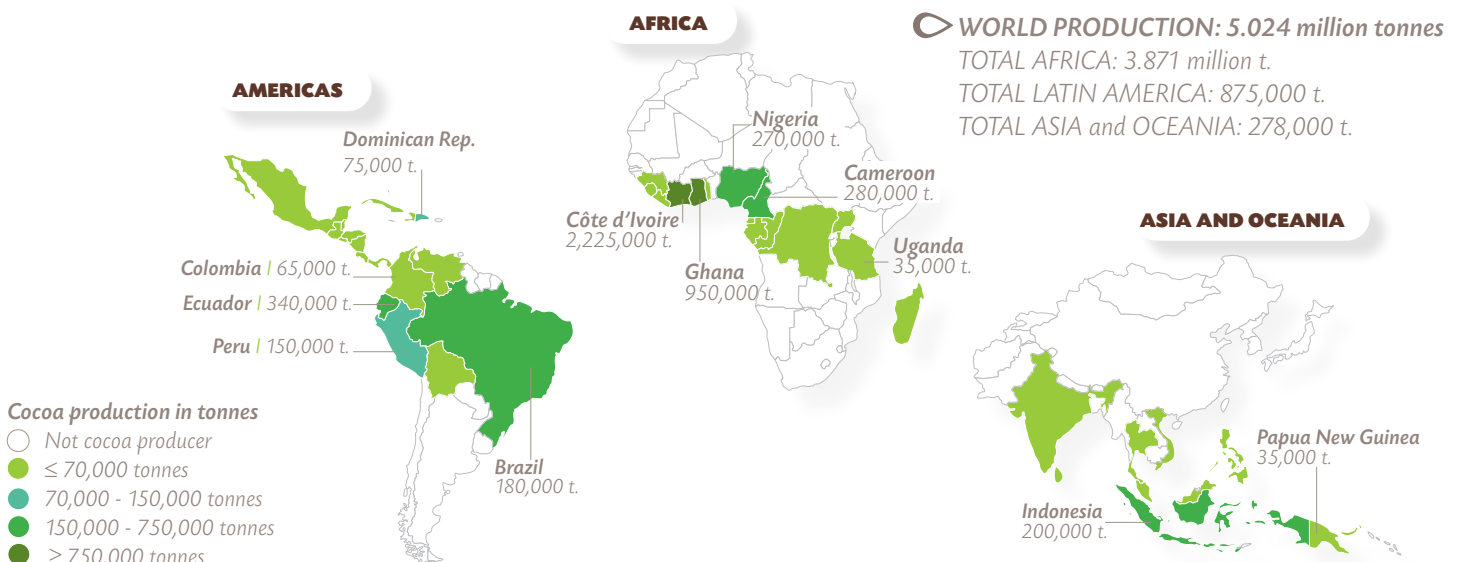 AFRICA
WORLD PRODUCTION: 5.024 million tonnes
TOTAL AFRICA: 3.871 million t.
TOTAL LATIN AMERICA: 875,000 t.
TOTAL ASIA and OCEANIA: 278,000 t.
AMERICAS
Dominican Rep.
75,000 t.
Colombia | 65,000 t.
Ecuador | 340,000 t.
Peru | 150,000 t.
Brazil
180,000 t.
Nigeria
270,000 t.
Cameroon
280,000 t.
Côte d'Ivoire
2,225,000 t.
Ghana
950,000 t.
Uganda
35,000 t.
ASIA AND OCEANIA
Papua New Guinea
35,000 t.
Indonesia
200,000 t.
Cocoa production in tonnes
Not cocoa producer
≤ 70,000 tonnes
70,000 - 150,000 tonnes
150,000 - 750,000 tonnes
> 750,000 tonnes